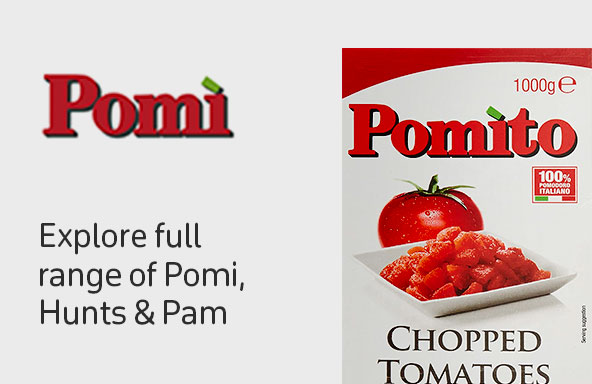 Pomì
Explore full
range of Pomi,
Hunts & Pam
1000g ℮
Pomìto
100%
POMODORO
ITALIANO
Serving suggestion
CHOPPED
TOMATOES